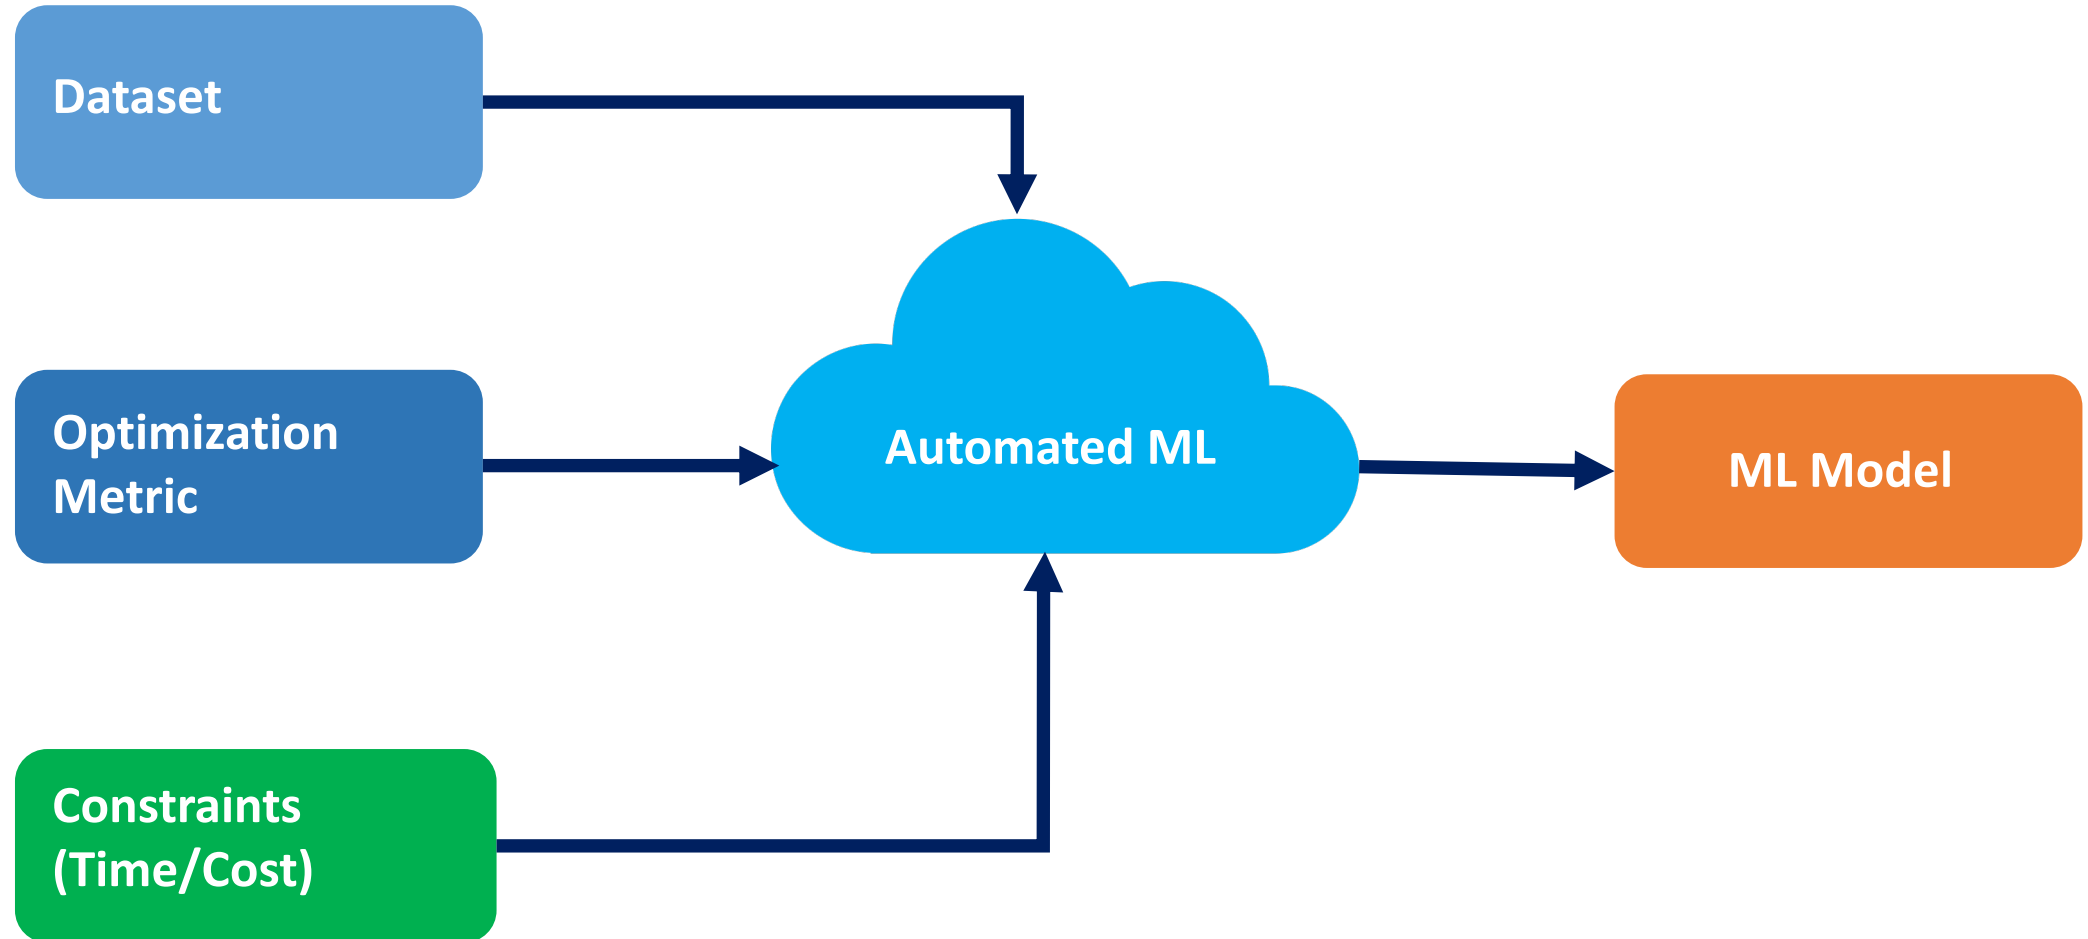 Dataset
Optimization
Metric
Automated ML
ML Model
Constraints
(Time/Cost)